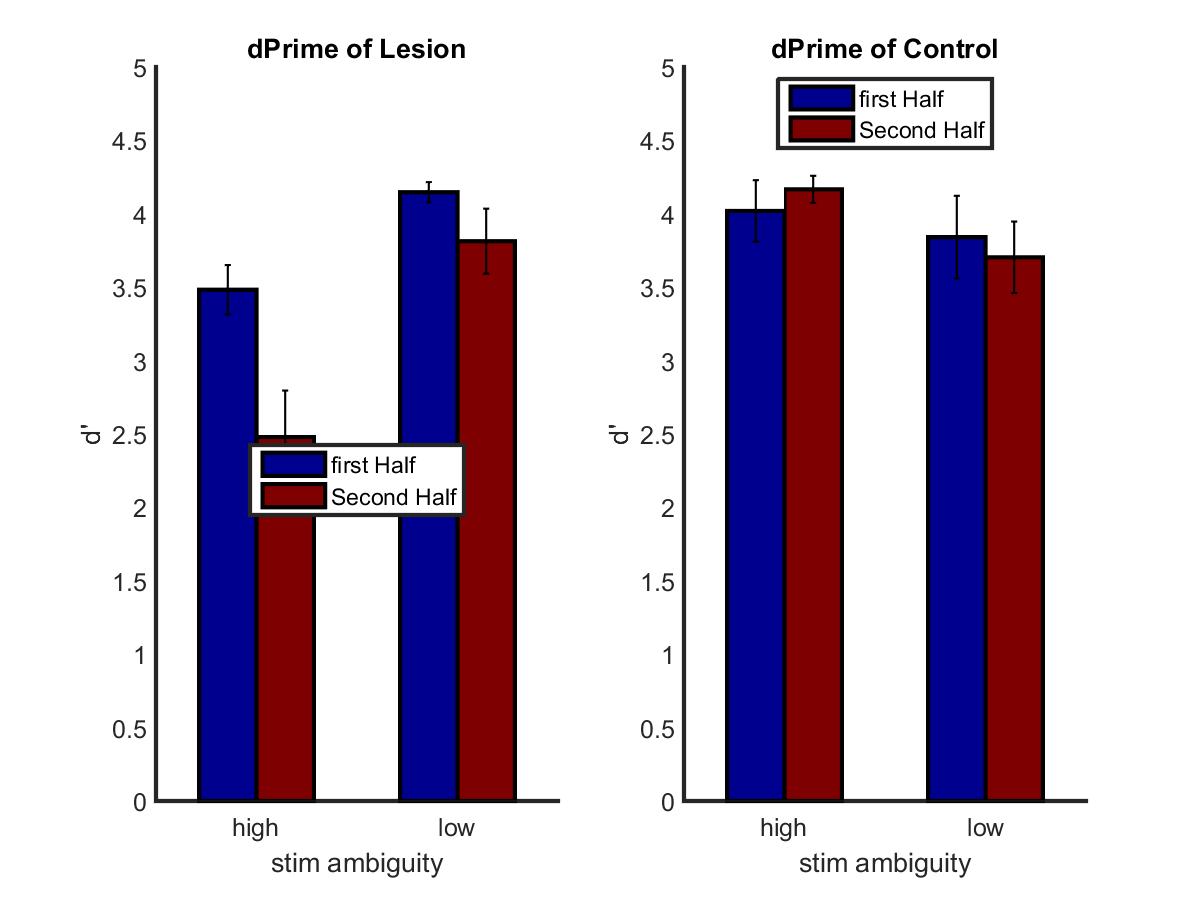 dPrime of Lesion
5
4.5
4
3.5
3
2.5
2
1.5
1
0.5
0
d'
first Half
Second Half
high low
stim ambiguity
dPrime of Control
5
4.5
4
3.5
3
2.5
2
1.5
1
0.5
0
d'
first Half
Second Half
high low
stim ambiguity